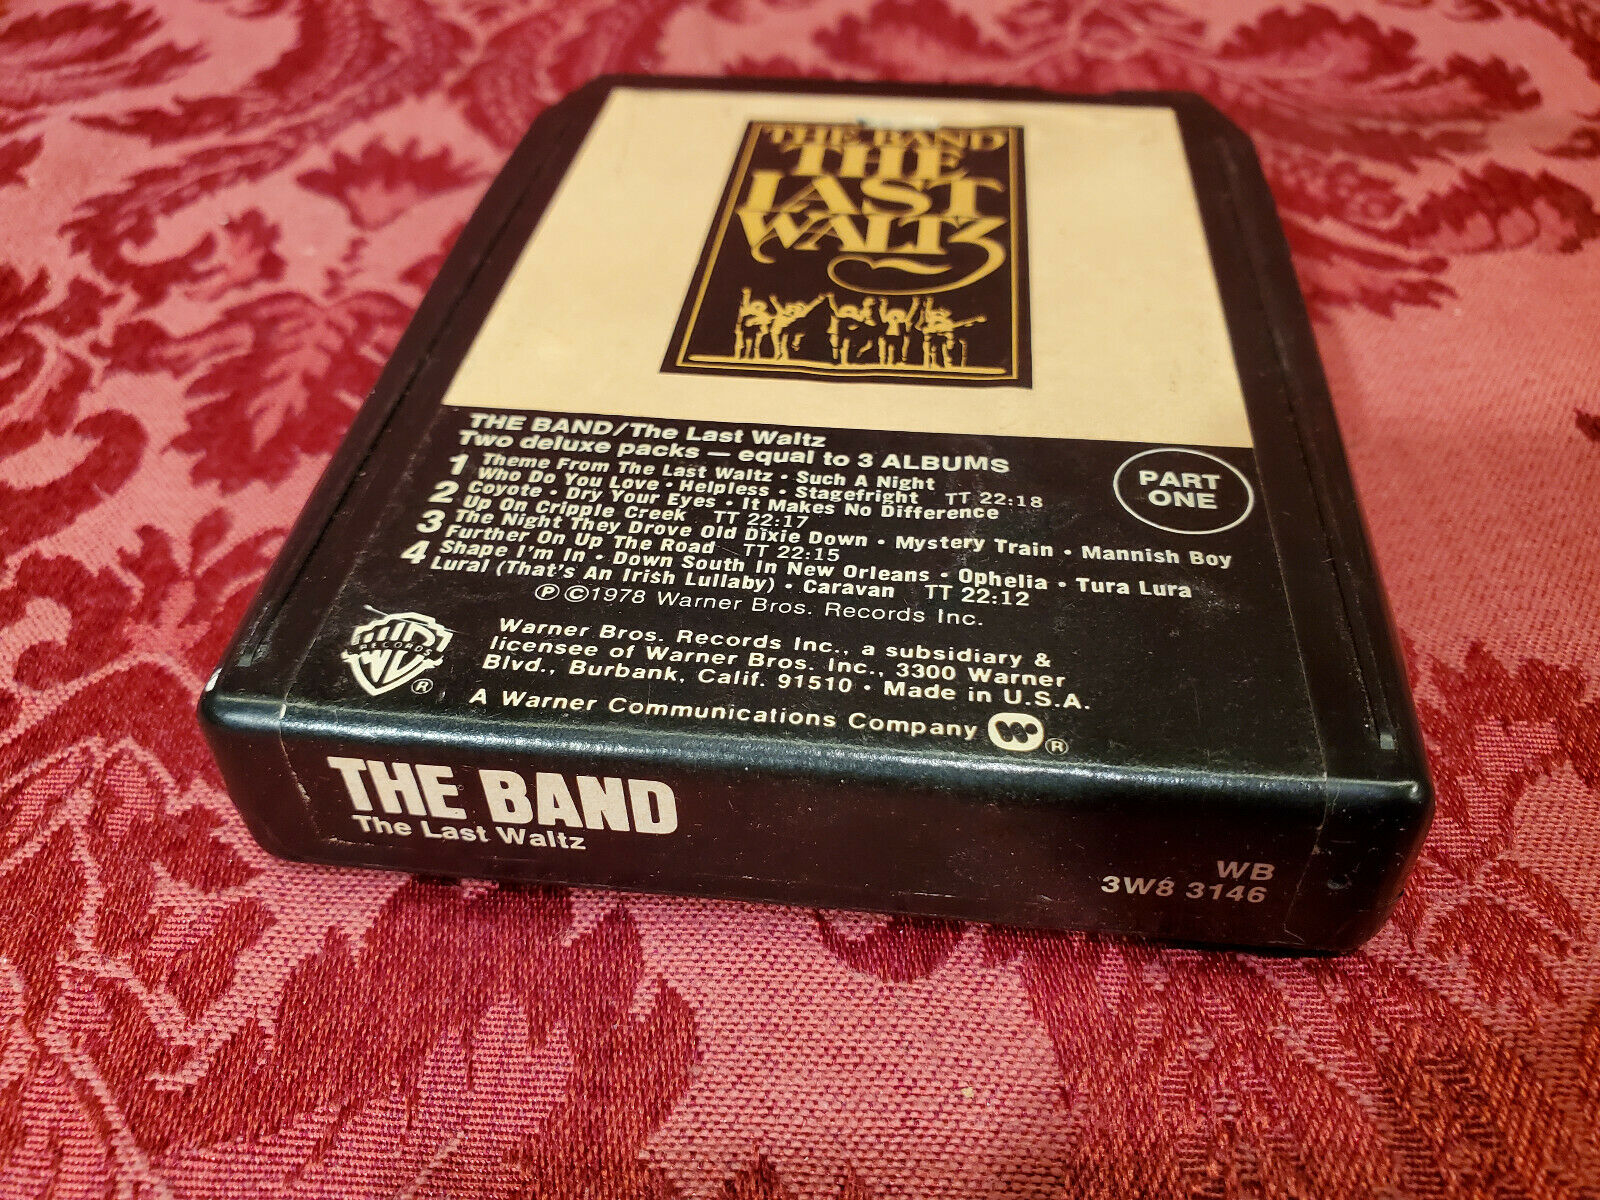 THE BAND
THE
LAST
WALTZ
THE BAND/The Last Waltz
Two deluxe packs — equal to 3 ALBUMS
PART
ONE
1 Theme From The Last Waltz • Such A Night
Who Do You Love • Helpless • Stagefright TT 22:18
2 Coyote • Dry Your Eyes • It Makes No Difference
Up On Cripple Creek TT 22:17
3 The Night They Drove Old Dixie Down • Mystery Train • Mannish Boy
Further On Up The Road TT 22:15
4 Shape I'm In • Down South In New Orleans • Ophelia • Tura Lura
Lural (That's An Irish Lullaby) • Caravan TT 22:12
Ⓟ ©1978 Warner Bros. Records Inc.
WB
RECORDS
®
Warner Bros. Records Inc., a subsidiary &
licensee of Warner Bros. Inc., 3300 Warner
Blvd., Burbank, Calif. 91510 • Made in U.S.A.
A Warner Communications Company ®
THE BAND
The Last Waltz
WB
3W8 3146